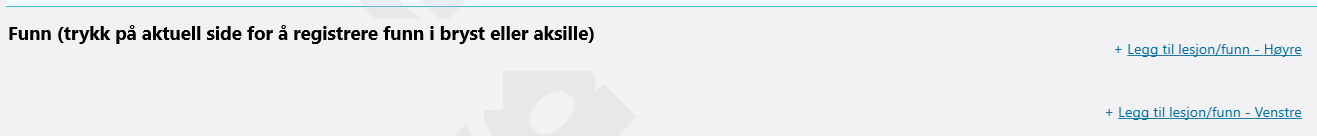 Funn (trykk på aktuell side for å registrere funn i bryst eller aksille)
+ Legg til lesjon/funn - Høyre
+ Legg til lesjon/funn - Venstre